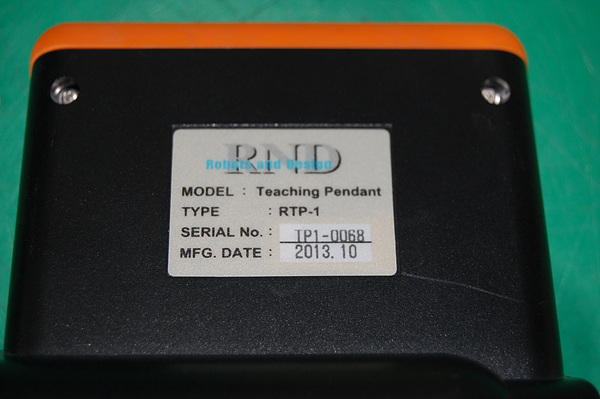 RND
Robots and Design
MODEL : Teaching Pendant
TYPE : RTP-1
SERIAL No. : TP1-0068
MFG. DATE : 2013.10